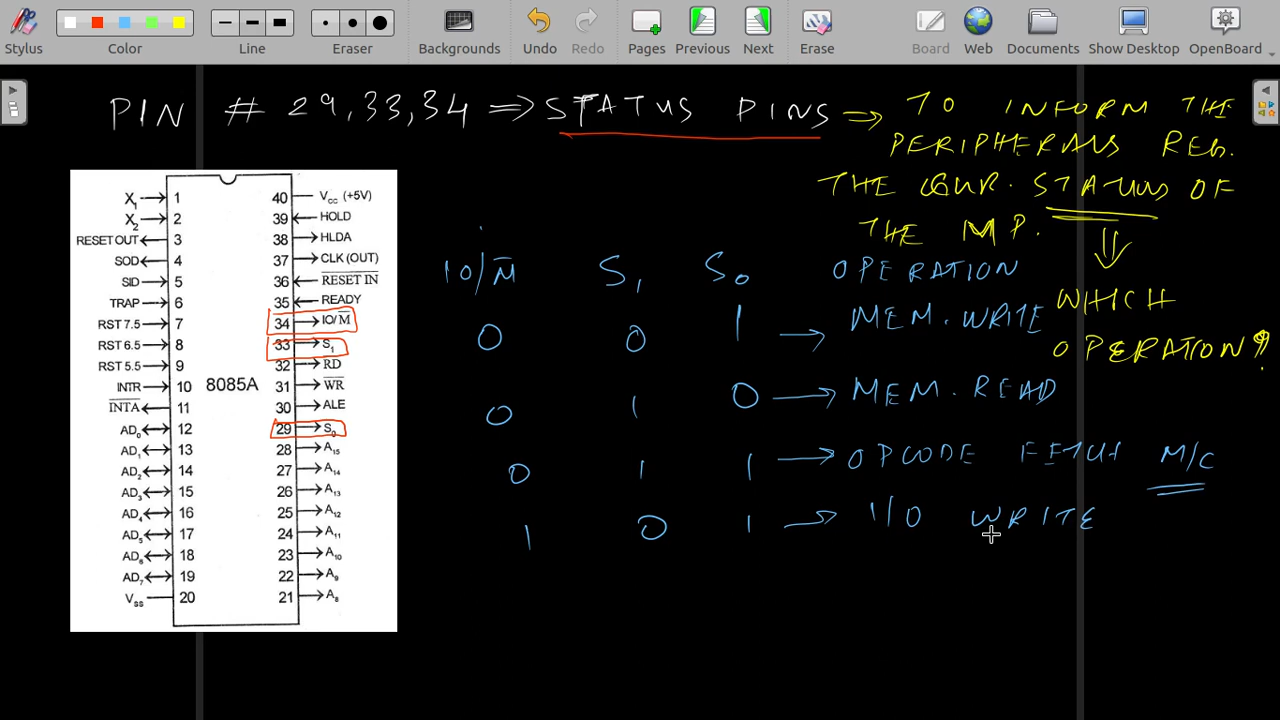 Stylus
Color
Line
Eraser
Backgrounds
Undo
Redo
Pages
Previous
Next
Erase
Board
Web
Documents
Show Desktop
OpenBoard
PIN # 29,33,34 ⇒ STATUS PINS ⇒ TO INFORM THE
PERIPHERALS REG.
THE CUR. STATUS OF
THE MP.
WHICH
OPERATION?
X1 1
X2 2
RESET OUT 3
SOD 4
SID 5
TRAP 6
RST 7.5 7
RST 6.5 8
RST 5.5 9
INTR 10
INTA 11
AD0 12
AD1 13
AD2 14
AD3 15
AD4 16
AD5 17
AD6 18
AD7 19
VSS 20
8085A
40 VCC (+5V)
39 HOLD
38 HLDA
37 CLK (OUT)
36 RESET IN
35 READY
34 IO/M
33 S1
32 RD
31 WR
30 ALE
29 S0
28 A15
27 A14
26 A13
25 A12
24 A11
23 A10
22 A9
21 A8
IO/M̅ S1 S0 OPERATION
0 0 1 → MEM. WRITE
0 1 0 → MEM. READ
0 1 1 → OPCODE FETCH M/C
1 0 1 → I/O WRITE